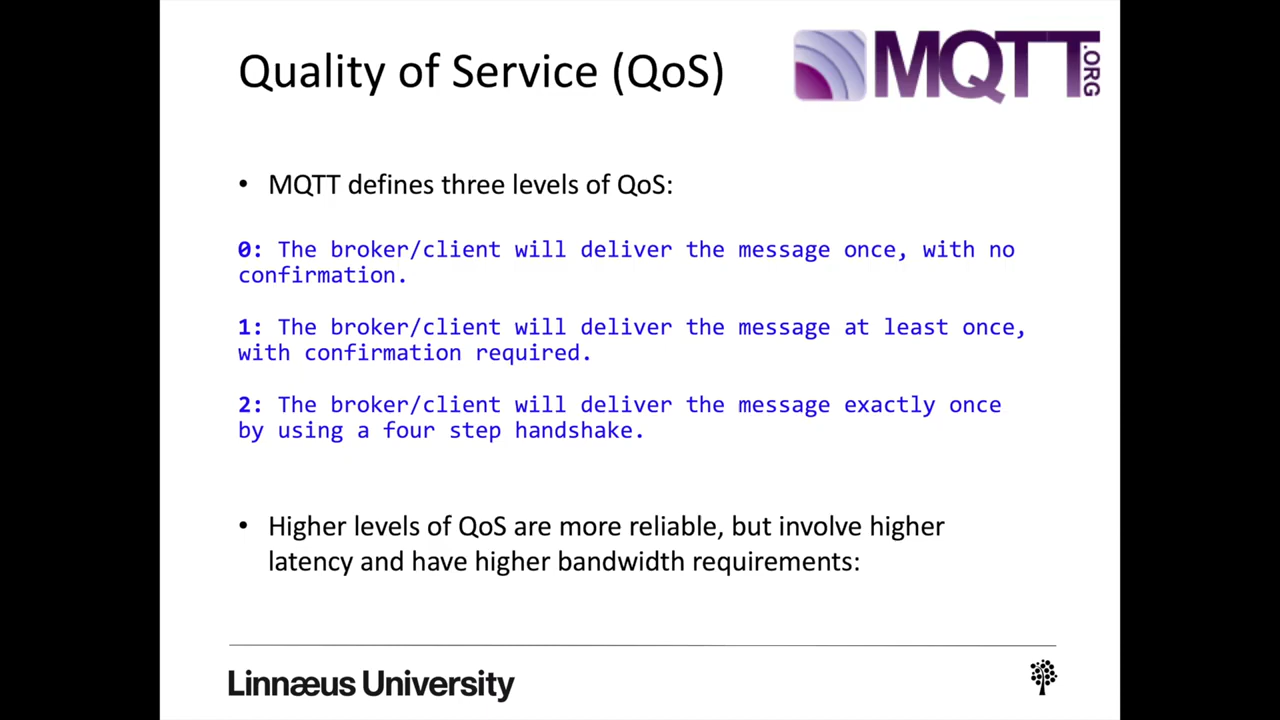 Quality of Service (QoS)
MQTT.ORG
• MQTT defines three levels of QoS:
0: The broker/client will deliver the message once, with no
confirmation.
1: The broker/client will deliver the message at least once,
with confirmation required.
2: The broker/client will deliver the message exactly once
by using a four step handshake.
• Higher levels of QoS are more reliable, but involve higher
latency and have higher bandwidth requirements:
Linnæus University